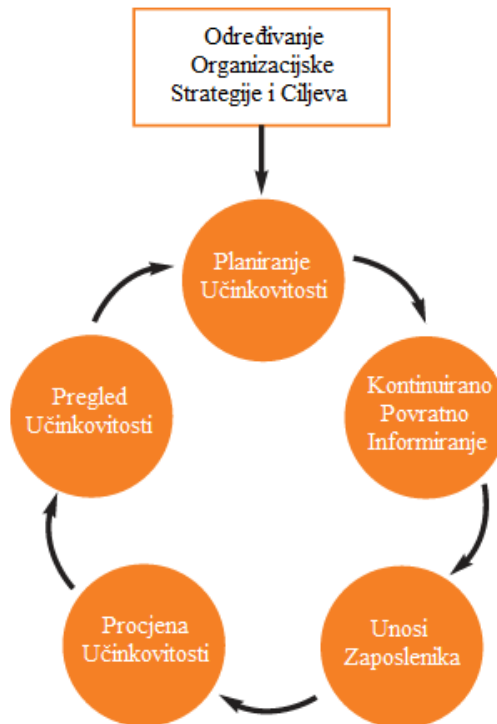 Određivanje
Organizacijske
Strategije i Ciljeva
Planiranje
Učinkovitosti
Kontinuirano
Povratno
Informiranje
Unosi
Zaposlenika
Procjena
Učinkovitosti
Pregled
Učinkovitosti